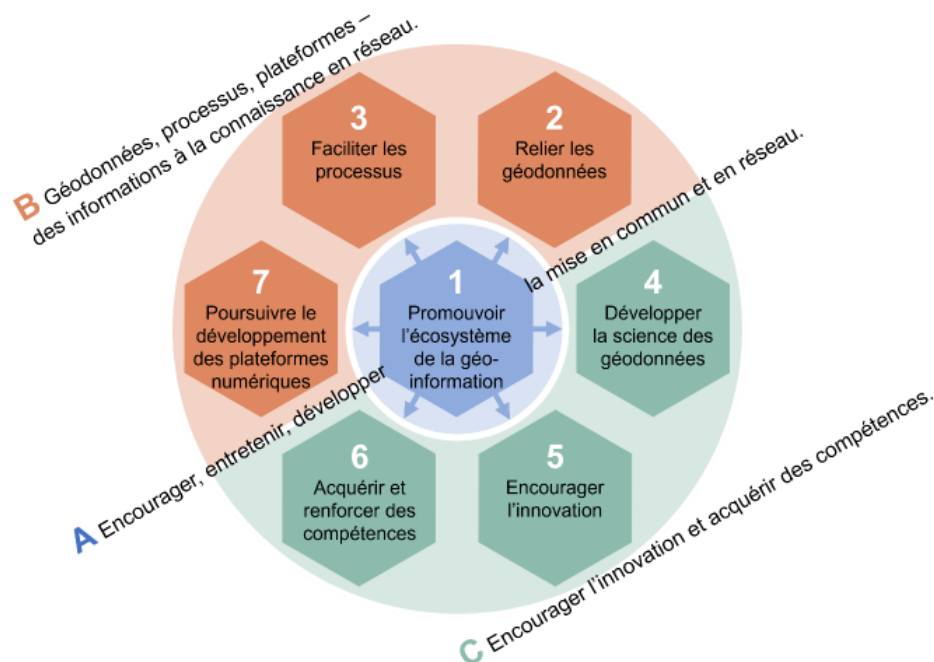 B Géodonnées, processus, plateformes –
des informations à la connaissance en réseau.
3
Faciliter les
processus
2
Relier les
géodonnées
7
Poursuivre le
développement
des plateformes
numériques
1
Promouvoir
l'écosystème
de la géo-
information
4
Développer
la science des
géodonnées
A Encourager, entretenir, développer
la mise en commun et en réseau.
6
Acquérir et
renforcer des
compétences
5
Encourager
l'innovation
C Encourager l'innovation et acquérir des compétences.